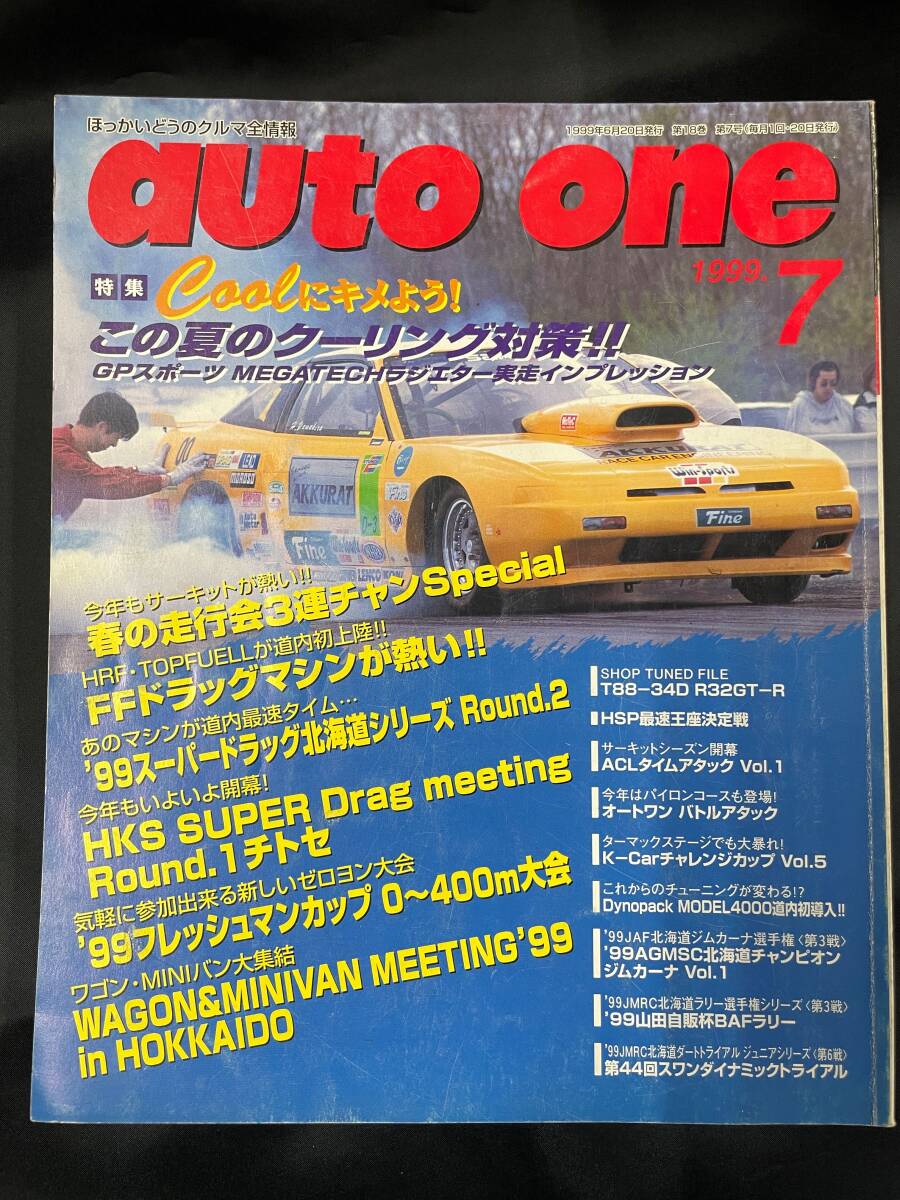 ほっかいどうのクルマ全情報
1999年6月20日発行 第18巻 第7号(毎月1回・20日発行)
auto one
1999. 7
特集 Coolにキメよう!
この夏のクーリング対策!!
GPスポーツ MEGATECHラジエター実走インプレッション
AKKURAT
AKKURAT
Win-Sports
Fine
Fine
0-3
今年もサーキットが熱い!!
春の走行会3連チャンSpecial
HRF・TOPFUELLが道内初上陸!!
FFドラッグマシンが熱い!!
あのマシンが道内最速タイム…
'99スーパードラッグ北海道シリーズ Round.2
今年もいよいよ開幕!
HKS SUPER Drag meeting
Round.1チトセ
気軽に参加出来る新しいゼロヨン大会
'99フレッシュマンカップ 0〜400m大会
ワゴン・MINIバン大集結
WAGON&MINIVAN MEETING'99
in HOKKAIDO
SHOP TUNED FILE
T88-34D R32GT-R
HSP最速王座決定戦
サーキットシーズン開幕
ACLタイムアタック Vol.1
今年はパイロンコースも登場!
オートワン バトルアタック
ターマックステージでも大暴れ!
K-Carチャレンジカップ Vol.5
これからのチューニングが変わる!?
Dynopack MODEL4000道内初導入!!
'99JAF北海道ジムカーナ選手権〈第3戦〉
'99AGMSC北海道チャンピオン
ジムカーナ Vol.1
'99JMRC北海道ラリー選手権シリーズ〈第3戦〉
'99山田自販杯BAFラリー
'99JMRC北海道ダートトライアル ジュニアシリーズ〈第6戦〉
第44回スワンダイナミックトライアル